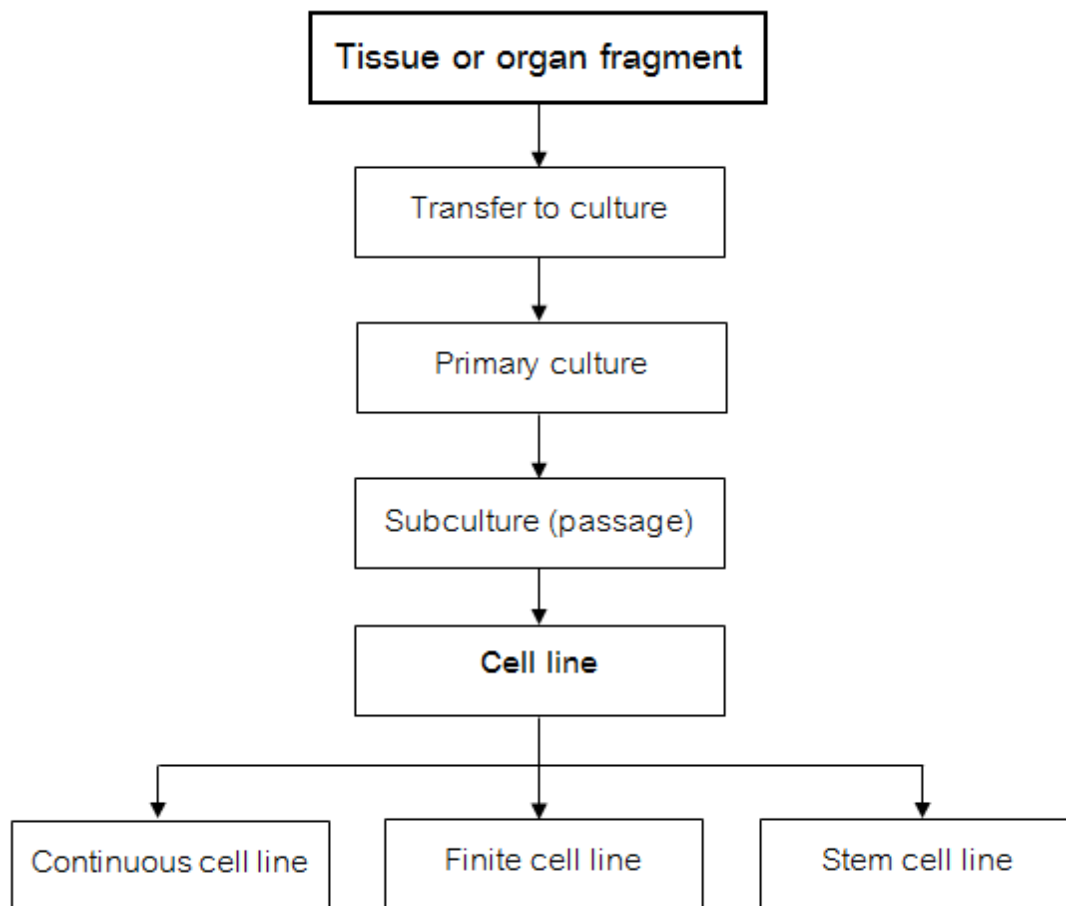 Tissue or organ fragment
Transfer to culture
Primary culture
Subculture (passage)
Cell line
Continuous cell line
Finite cell line
Stem cell line